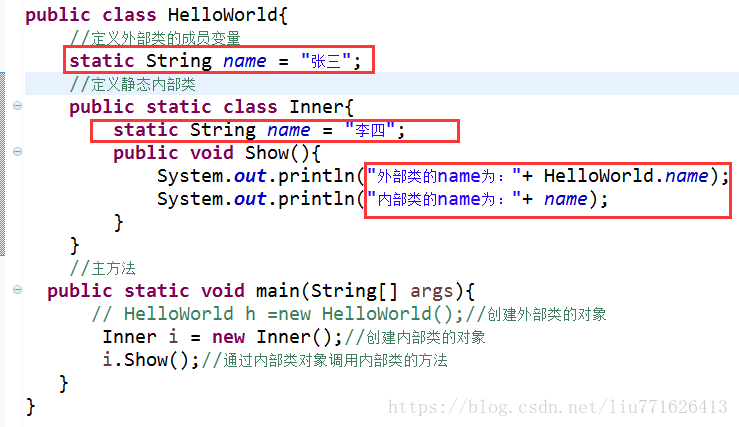 public class HelloWorld{
//定义外部类的成员变量
static String name = "张三";
//定义静态内部类
public static class Inner{
static String name = "李四";
public void Show(){
System.out.println("外部类的name为："+ HelloWorld.name);
System.out.println("内部类的name为："+ name);
}
}
//主方法
public static void main(String[] args){
// HelloWorld h =new HelloWorld();//创建外部类的对象
Inner i = new Inner();//创建内部类的对象
i.Show();//通过内部类对象调用内部类的方法
}
}
https://blog.csdn.net/liu771626413